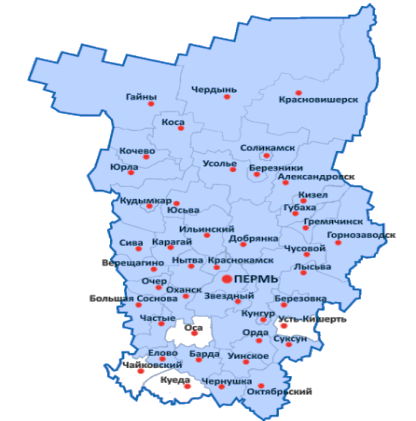 Гайны
Чердынь
Красновишерск
Коса
Кочево
Юрла
Усолье
Соликамск
Березники
Александровск
Кудымкар
Юсьва
Кизел
Губаха
Гремячинск
Горнозаводск
Ильинский
Добрянка
Сива
Карагай
Чусовой
Верещагино
Нытва
Краснокамск
Лысьва
Очер
Оханск
ПЕРМЬ
Большая Соснова
Звездный
Березовка
Частые
Оса
Кунгур
Усть-Кишерть
Орда
Суксун
Елово
Барда
Уинское
Чайковский
Куеда
Чернушка
Октябрьский